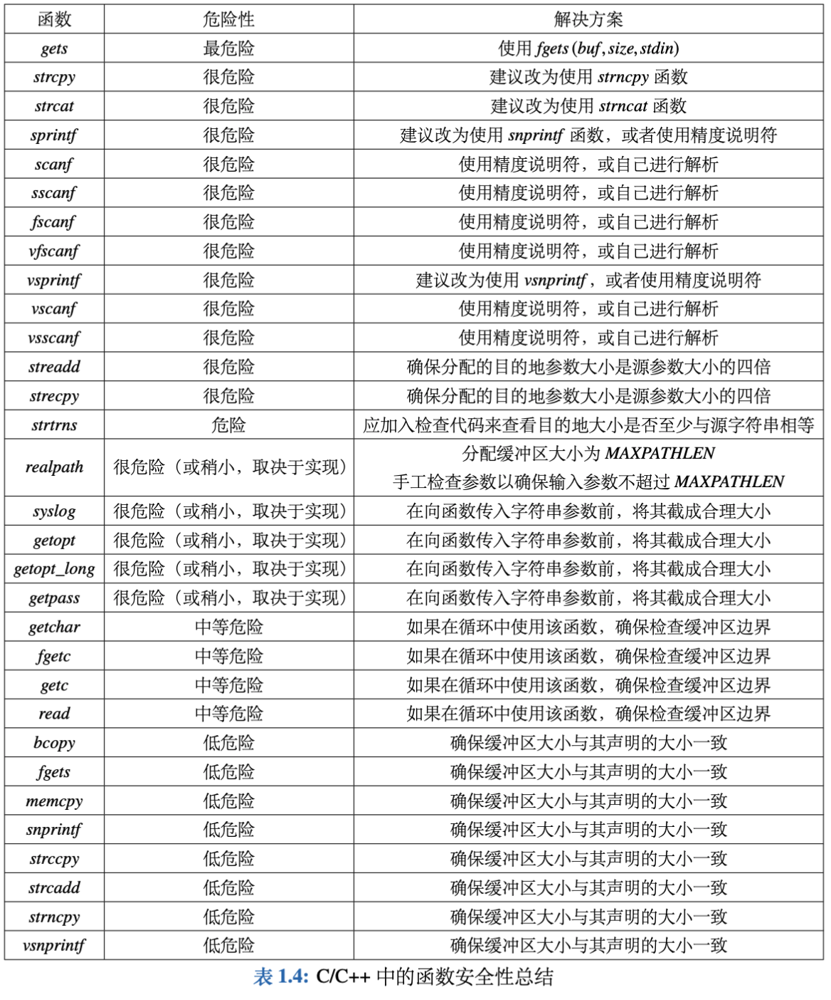 函数 危险性 解决方案
gets 最危险 使用 fgets (buf, size, stdin)
strcpy 很危险 建议改为使用 strncpy 函数
strcat 很危险 建议改为使用 strncat 函数
sprintf 很危险 建议改为使用 snprintf 函数，或者使用精度说明符
scanf 很危险 使用精度说明符，或自己进行解析
sscanf 很危险 使用精度说明符，或自己进行解析
fscanf 很危险 使用精度说明符，或自己进行解析
vfscanf 很危险 使用精度说明符，或自己进行解析
vsprintf 很危险 建议改为使用 vsnprintf，或者使用精度说明符
vscanf 很危险 使用精度说明符，或自己进行解析
vsscanf 很危险 使用精度说明符，或自己进行解析
streadd 很危险 确保分配的目的地参数大小是源参数大小的四倍
strecpy 很危险 确保分配的目的地参数大小是源参数大小的四倍
strtrns 危险 应加入检查代码来查看目的地大小是否至少与源字符串相等
realpath 很危险（或稍小，取决于实现） 分配缓冲区大小为 MAXPATHLEN
手工检查参数以确保输入参数不超过 MAXPATHLEN
syslog 很危险（或稍小，取决于实现） 在向函数传入字符串参数前，将其截成合理大小
getopt 很危险（或稍小，取决于实现） 在向函数传入字符串参数前，将其截成合理大小
getopt_long 很危险（或稍小，取决于实现） 在向函数传入字符串参数前，将其截成合理大小
getpass 很危险（或稍小，取决于实现） 在向函数传入字符串参数前，将其截成合理大小
getchar 中等危险 如果在循环中使用该函数，确保检查缓冲区边界
fgetc 中等危险 如果在循环中使用该函数，确保检查缓冲区边界
getc 中等危险 如果在循环中使用该函数，确保检查缓冲区边界
read 中等危险 如果在循环中使用该函数，确保检查缓冲区边界
bcopy 低危险 确保缓冲区大小与其声明的大小一致
fgets 低危险 确保缓冲区大小与其声明的大小一致
memcpy 低危险 确保缓冲区大小与其声明的大小一致
snprintf 低危险 确保缓冲区大小与其声明的大小一致
strccpy 低危险 确保缓冲区大小与其声明的大小一致
strcadd 低危险 确保缓冲区大小与其声明的大小一致
strncpy 低危险 确保缓冲区大小与其声明的大小一致
vsnprintf 低危险 确保缓冲区大小与其声明的大小一致
表 1.4: C/C++ 中的函数安全性总结